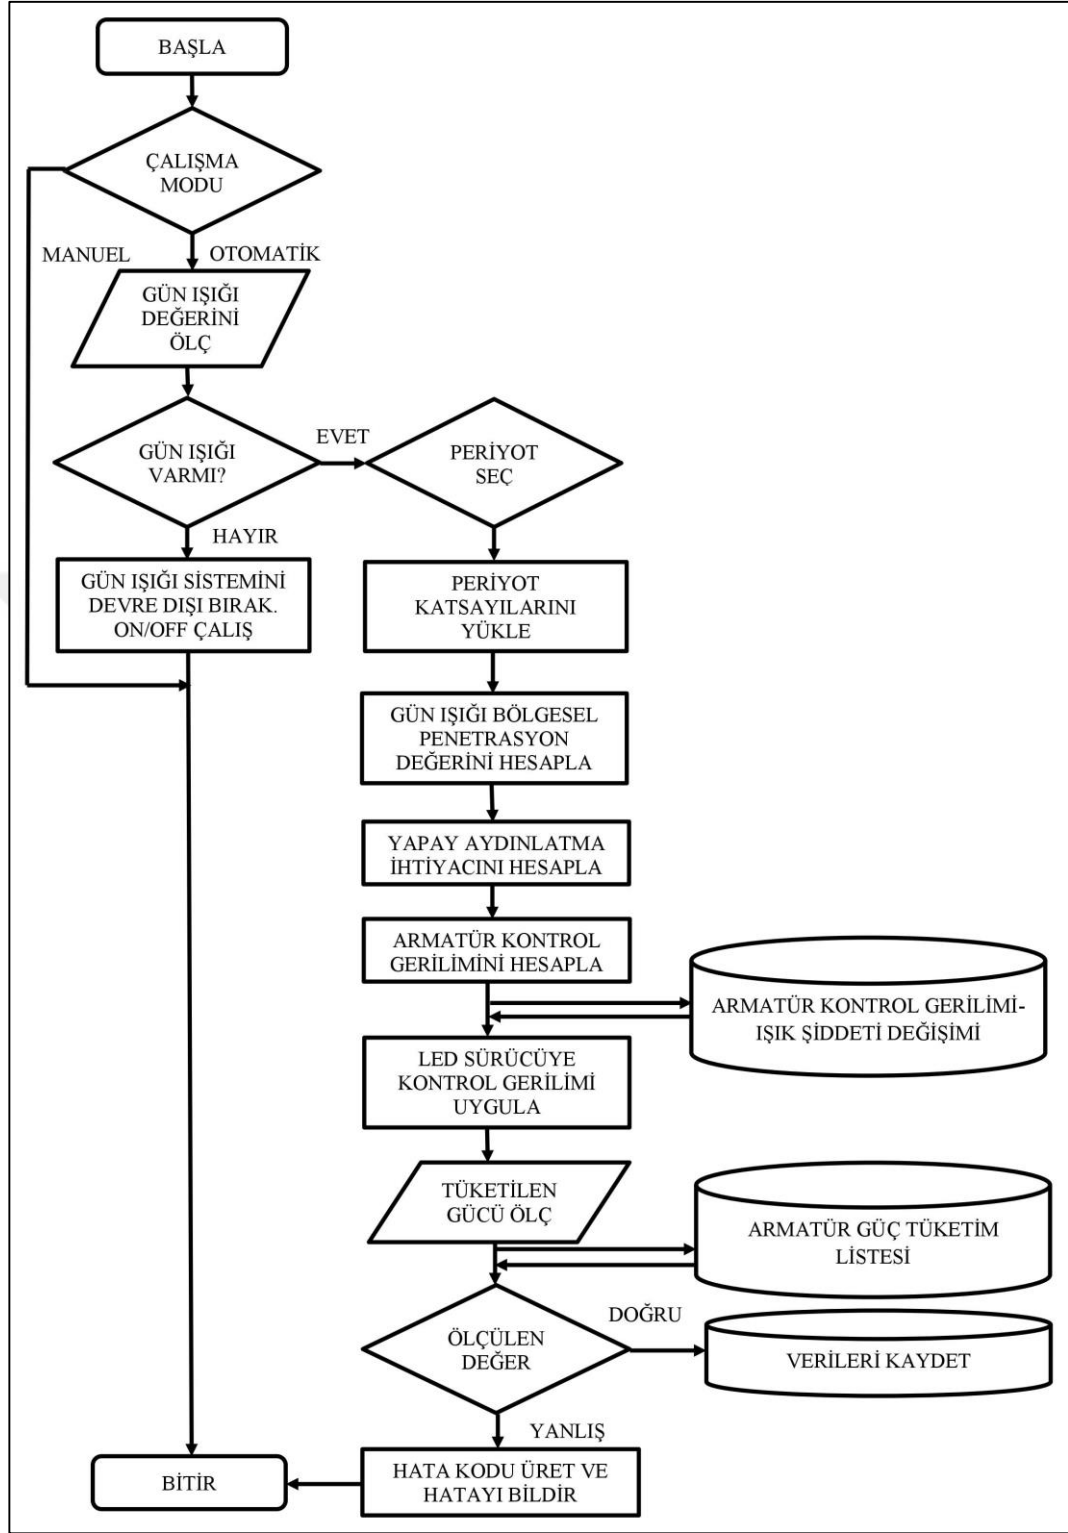 BAŞLA
ÇALIŞMA
MODU
MANUEL
OTOMATİK
GÜN IŞIĞI
DEĞERİNİ
ÖLÇ
GÜN IŞIĞI
VARMI?
EVET
PERİYOT
SEÇ
HAYIR
GÜN IŞIĞI SİSTEMİNİ
DEVRE DIŞI BIRAK.
ON/OFF ÇALIŞ
PERİYOT
KATSAYILARINI
YÜKLE
GÜN IŞIĞI BÖLGESEL
PENETRASYON
DEĞERİNİ HESAPLA
YAPAY AYDINLATMA
İHTİYACINI HESAPLA
ARMATÜR KONTROL
GERİLİMİNİ HESAPLA
ARMATÜR KONTROL GERİLİMİ-
IŞIK ŞİDDETİ DEĞİŞİMİ
LED SÜRÜCÜYE
KONTROL GERİLİMİ
UYGULA
TÜKETİLEN
GÜCÜ ÖLÇ
ARMATÜR GÜÇ TÜKETİM
LİSTESİ
ÖLÇÜLEN
DEĞER
DOĞRU
VERİLERİ KAYDET
YANLIŞ
HATA KODU ÜRET VE
HATAYI BİLDİR
BİTİR